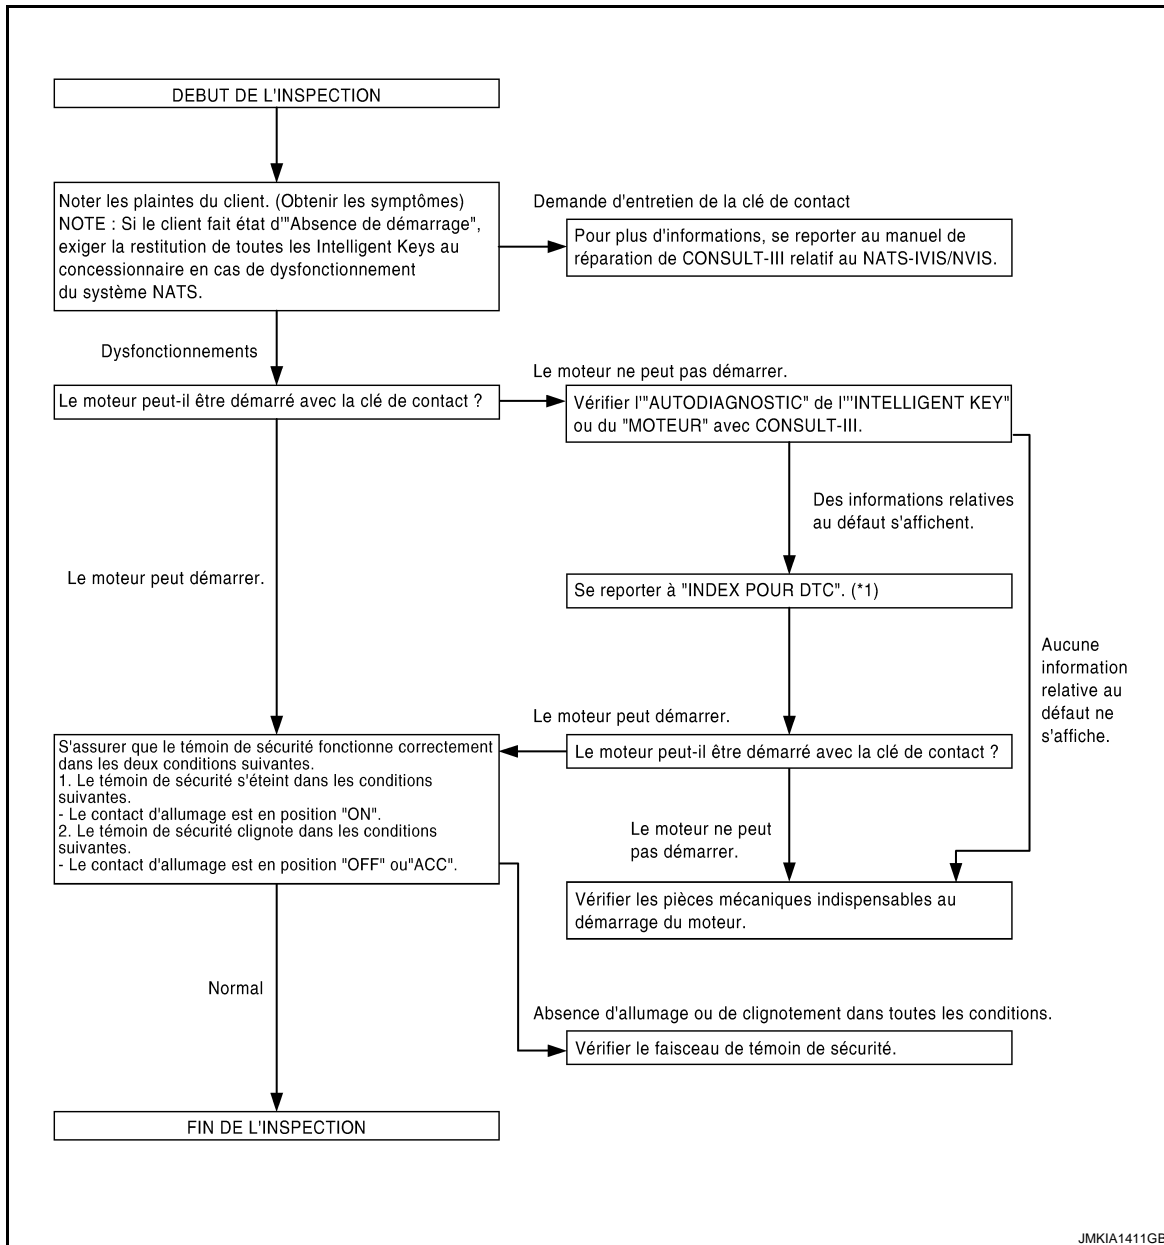 DEBUT DE L'INSPECTION
Noter les plaintes du client. (Obtenir les symptômes)
NOTE : Si le client fait état d'"Absence de démarrage",
exiger la restitution de toutes les Intelligent Keys au
concessionnaire en cas de dysfonctionnement
du système NATS.
Demande d'entretien de la clé de contact
Pour plus d'informations, se reporter au manuel de
réparation de CONSULT-III relatif au NATS-IVIS/NVIS.
Dysfonctionnements
Le moteur peut-il être démarré avec la clé de contact ?
Le moteur ne peut pas démarrer.
Vérifier l'"AUTODIAGNOSTIC" de l'"INTELLIGENT KEY"
ou du "MOTEUR" avec CONSULT-III.
Des informations relatives
au défaut s'affichent.
Le moteur peut démarrer.
Se reporter à "INDEX POUR DTC". (*1)
Aucune
information
relative au
défaut ne
s'affiche.
Le moteur peut démarrer.
Le moteur peut-il être démarré avec la clé de contact ?
S'assurer que le témoin de sécurité fonctionne correctement
dans les deux conditions suivantes.
1. Le témoin de sécurité s'éteint dans les conditions
suivantes.
- Le contact d'allumage est en position "ON".
2. Le témoin de sécurité clignote dans les conditions
suivantes.
- Le contact d'allumage est en position "OFF" ou"ACC".
Le moteur ne peut
pas démarrer.
Vérifier les pièces mécaniques indispensables au
démarrage du moteur.
Normal
Absence d'allumage ou de clignotement dans toutes les conditions.
Vérifier le faisceau de témoin de sécurité.
FIN DE L'INSPECTION
JMKIA1411GB